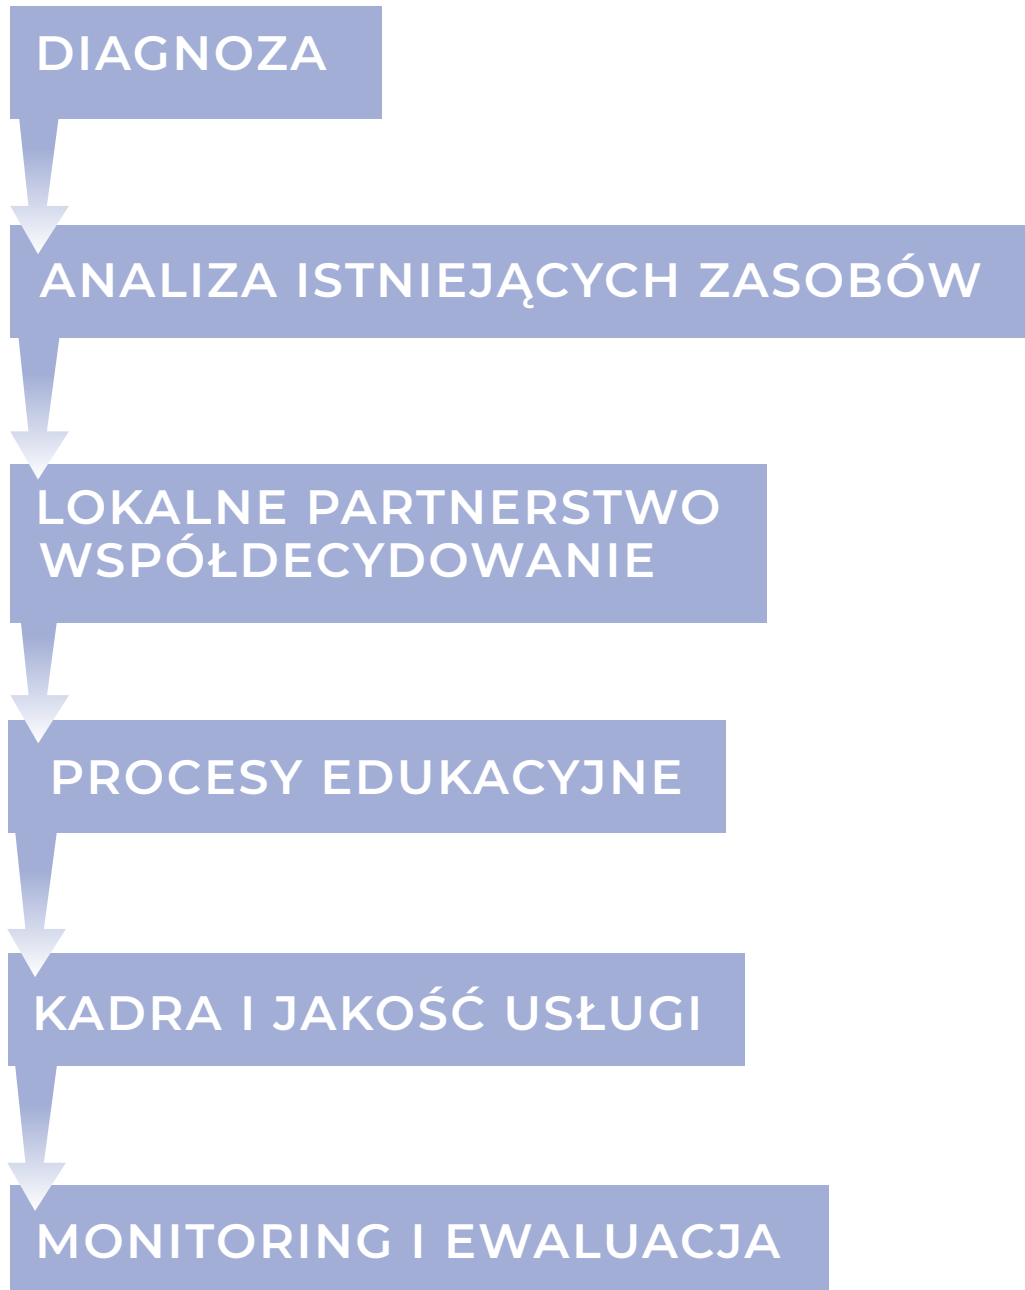 DIAGNOZA
ANALIZA ISTNIEJĄCYCH ZASOBÓW
LOKALNE PARTNERSTWO
WSPÓŁDECYDOWANIE
PROCESY EDUKACYJNE
KADRA I JAKOŚĆ USŁUGI
MONITORING I EWALUACJA